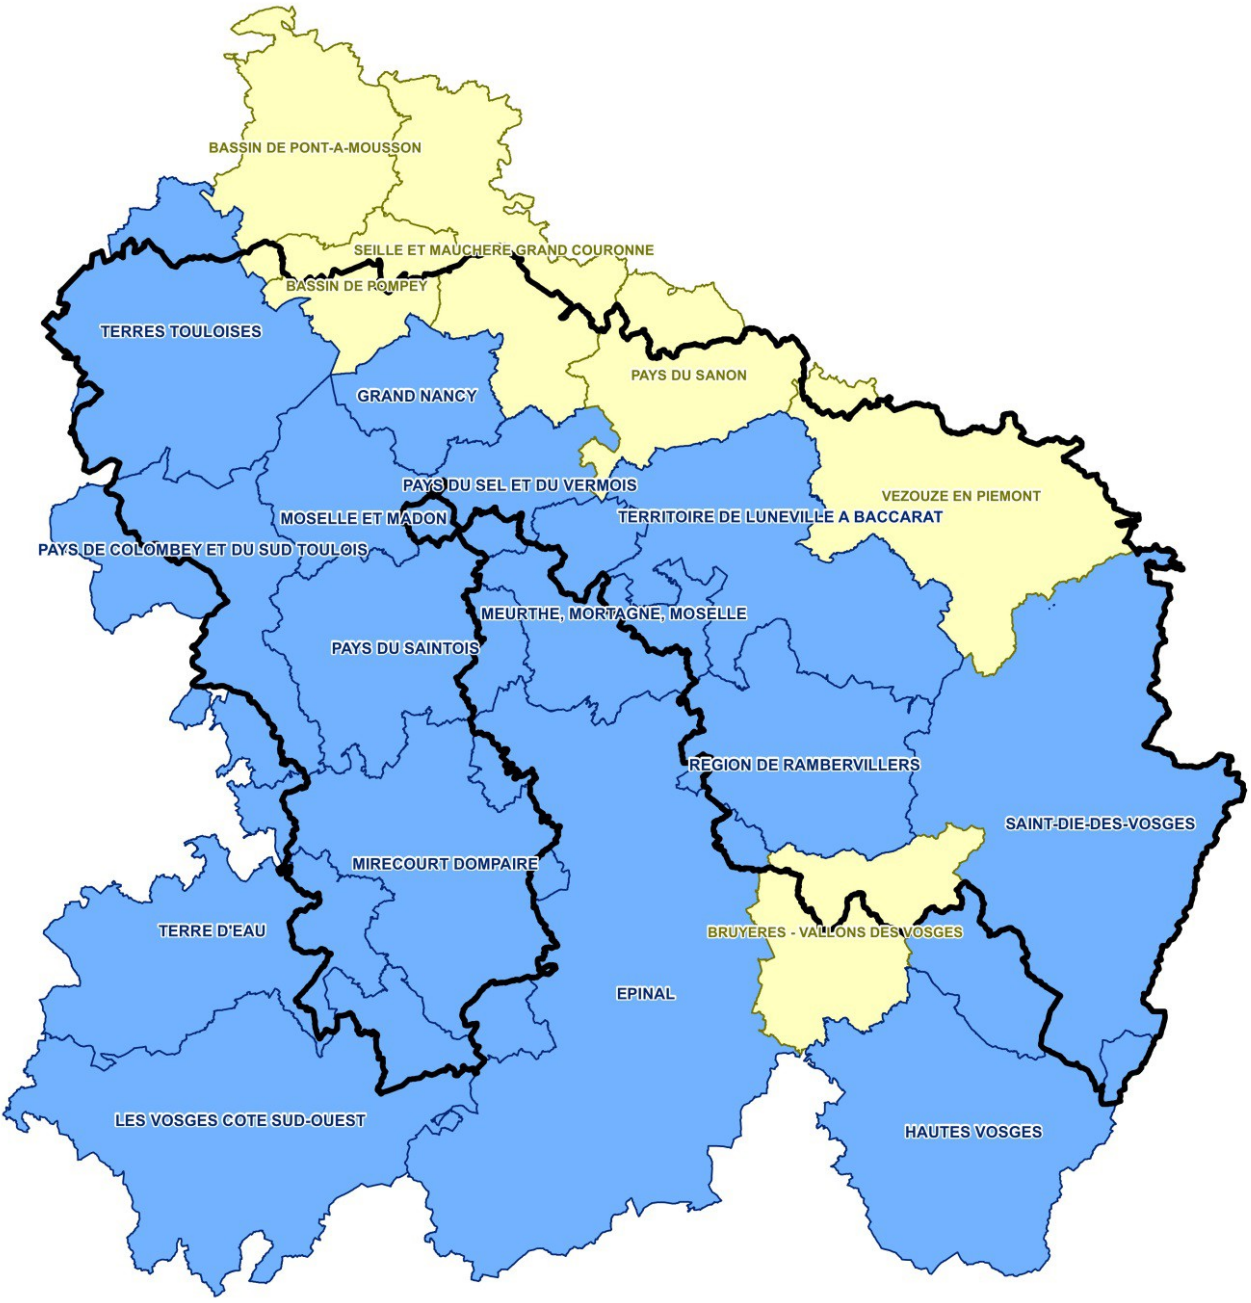 BASSIN DE PONT-A-MOUSSON
SEILLE ET MAUCHERE GRAND COURONNE
BASSIN DE POMPEY
TERRES TOULOISES
PAYS DU SANON
GRAND NANCY
PAYS DU SEL ET DU VERMOIS
VEZOUZE EN PIEMONT
MOSELLE ET MADON
TERRITOIRE DE LUNEVILLE A BACCARAT
PAYS DE COLOMBEY ET DU SUD TOULOIS
MEURTHE, MORTAGNE, MOSELLE
PAYS DU SAINTOIS
REGION DE RAMBERVILLERS
SAINT-DIE-DES-VOSGES
MIRECOURT DOMPAIRE
TERRE D'EAU
BRUYERES - VALLONS DES VOSGES
EPINAL
LES VOSGES COTE SUD-OUEST
HAUTES VOSGES